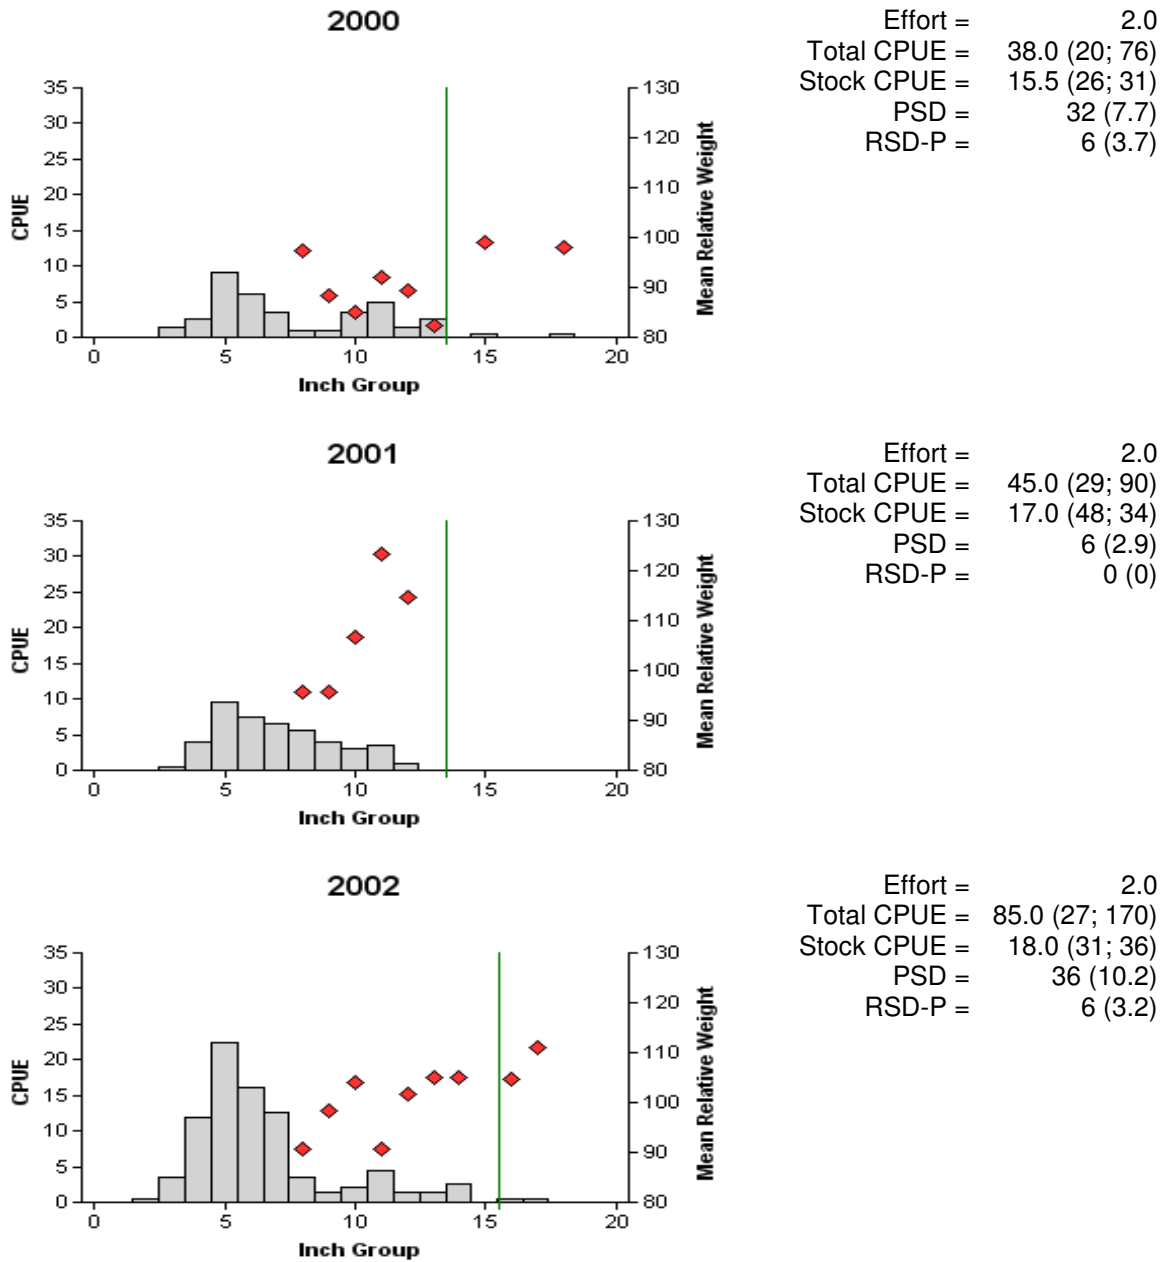 2000
Effort = 2.0
Total CPUE = 38.0 (20; 76)
Stock CPUE = 15.5 (26; 31)
PSD = 32 (7.7)
RSD-P = 6 (3.7)
35
30
25
20
15
10
5
0
CPUE
130
120
110
100
90
80
Mean Relative Weight
0 5 10 15 20
Inch Group
2001
Effort = 2.0
Total CPUE = 45.0 (29; 90)
Stock CPUE = 17.0 (48; 34)
PSD = 6 (2.9)
RSD-P = 0 (0)
35
30
25
20
15
10
5
0
CPUE
130
120
110
100
90
80
Mean Relative Weight
0 5 10 15 20
Inch Group
2002
Effort = 2.0
Total CPUE = 85.0 (27; 170)
Stock CPUE = 18.0 (31; 36)
PSD = 36 (10.2)
RSD-P = 6 (3.2)
35
30
25
20
15
10
5
0
CPUE
130
120
110
100
90
80
Mean Relative Weight
0 5 10 15 20
Inch Group